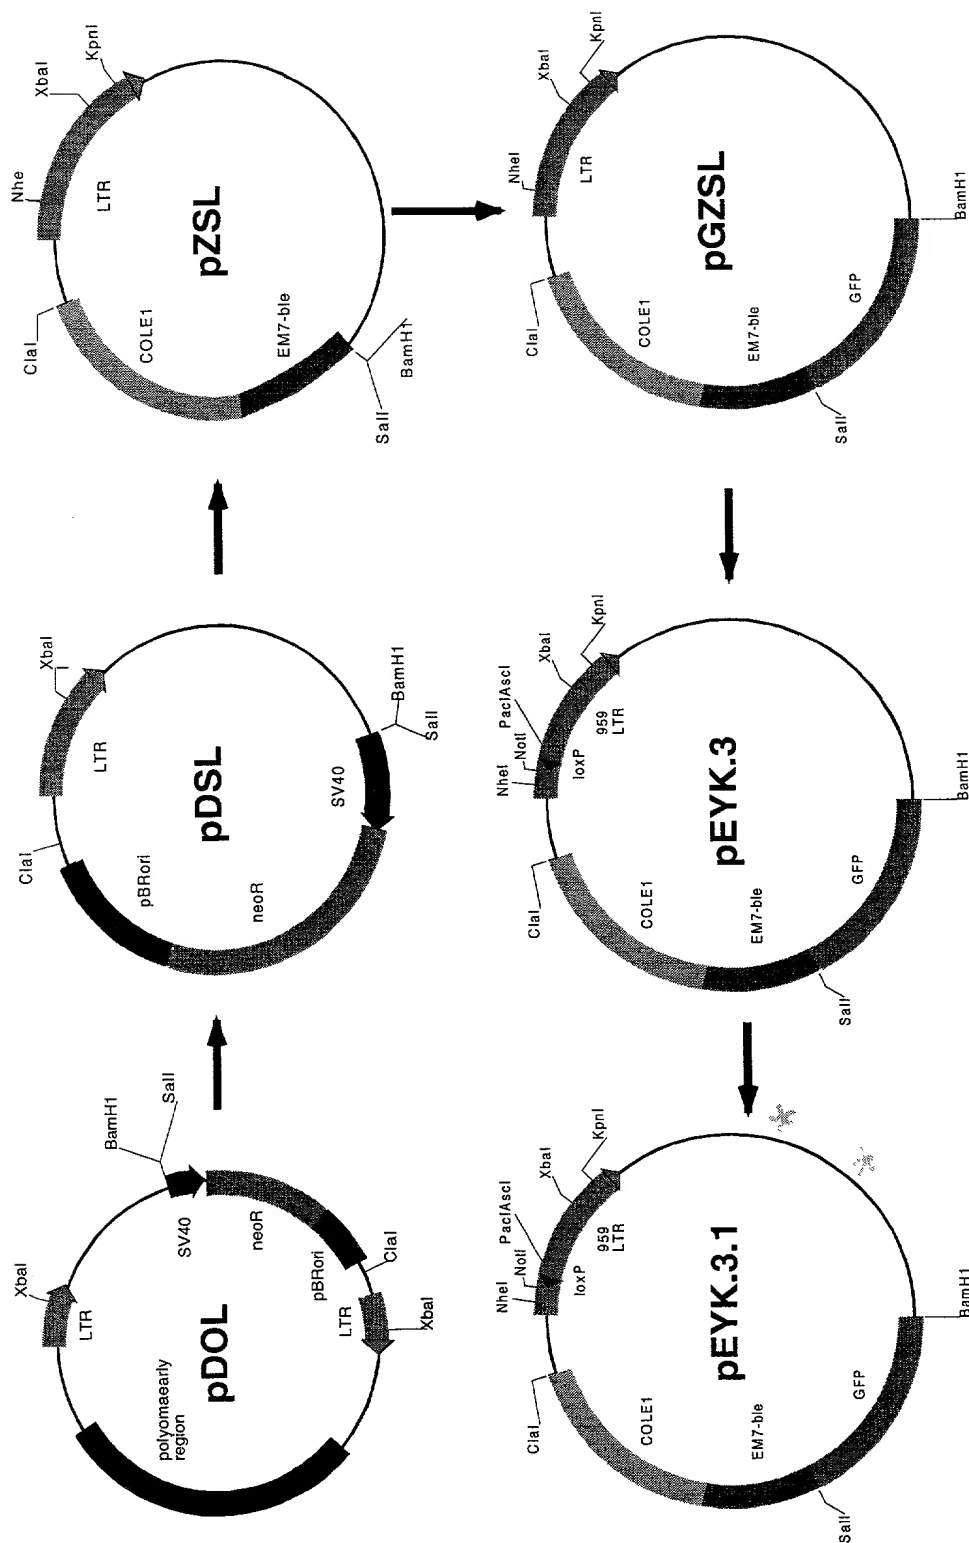 XbaI
LTR
BamH1
SalI
SV40
neoR
pBRori
ClaI
LTR
XbaI
polyomaearly
region
pDOL
ClaI
LTR
XbaI
pDSL
pBRori
neoR
SV40
BamH1
SalI
Nhe
XbaI
KpnI
LTR
ClaI
pZSL
COLE1
EM7-ble
SalI
BamH1
NheI
XbaI
KpnI
LTR
ClaI
pGZSL
COLE1
EM7-ble
GFP
SalI
BamH1
NheI
NotI
PacIAscI
XbaI
KpnI
loxP
959
LTR
ClaI
pEYK.3
COLE1
EM7-ble
GFP
SalI
BamH1
NheI
NotI
PacIAscI
XbaI
KpnI
loxP
959
LTR
ClaI
pEYK.3.1
COLE1
EM7-ble
GFP
SalI
BamH1